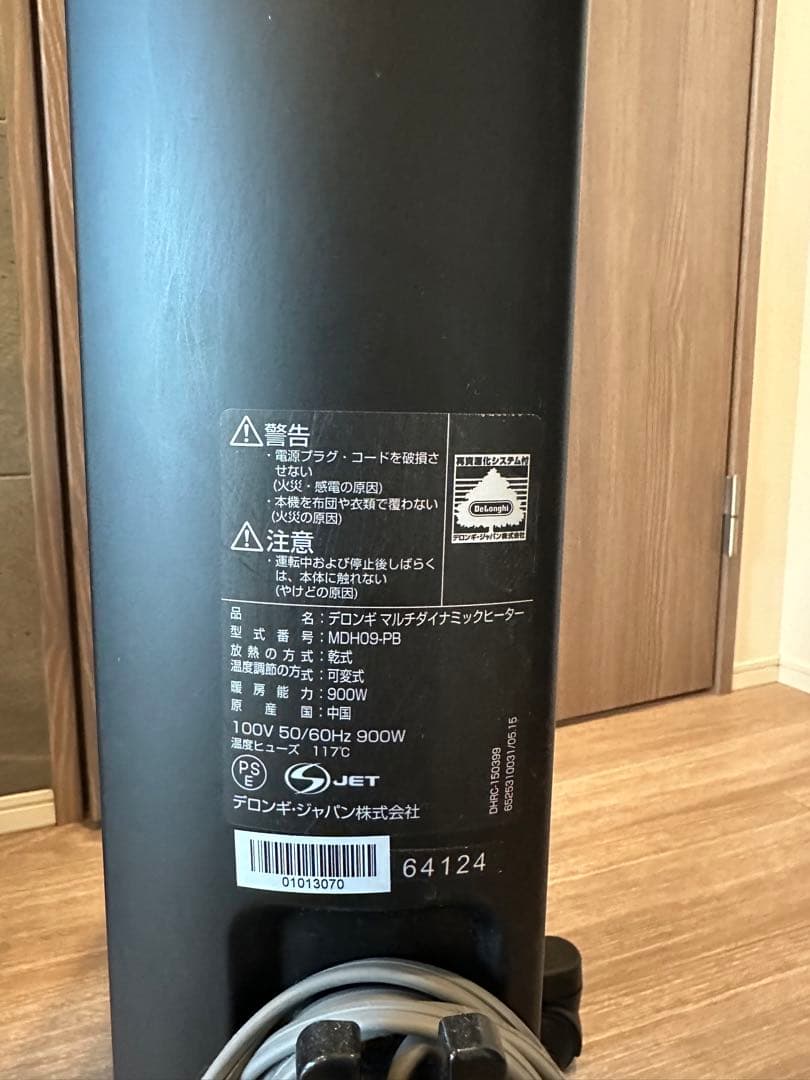 警告
・電源プラグ・コードを破損さ
せない
(火災・感電の原因)
・本機を布団や衣類で覆わない
(火災の原因)
注意
・運転中および停止後しばらく
は、本体に触れない
(やけどの原因)
再資源化システム付
DeLonghi
デロンギ・ジャパン株式会社
品名：デロンギ マルチダイナミックヒーター
型式番号：MDH09-PB
放熱の方式：乾式
温度調節の方式：可変式
暖房能力：900W
原産国：中国
100V 50/60Hz 900W
温度ヒューズ 117℃
PS
E
S JET
デロンギ・ジャパン株式会社
DHRC-150399
6525310031/05.15
01013070
64124